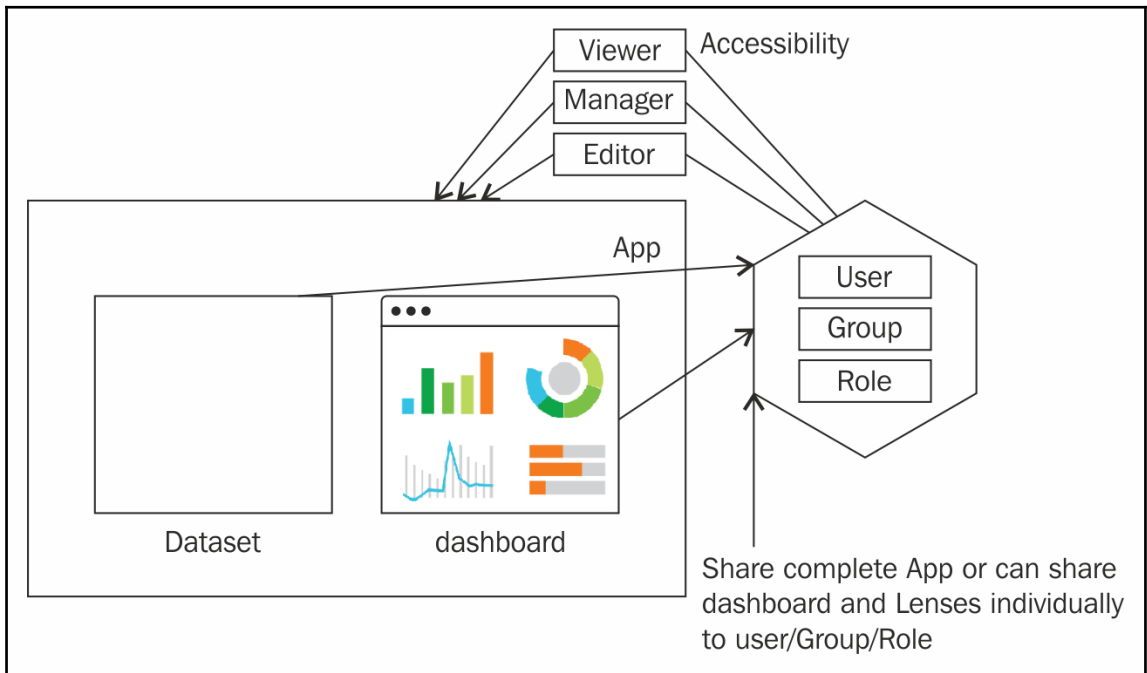 Viewer
Accessibility
Manager
Editor
App
User
Group
Role
Dataset
dashboard
Share complete App or can share
dashboard and Lenses individually
to user/Group/Role